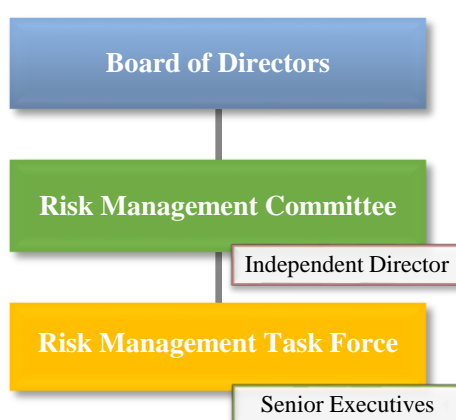 Board of Directors
Risk Management Committee
Independent Director
Risk Management Task Force
Senior Executives